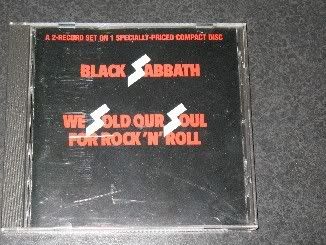 A 2-RECORD SET ON 1 SPECIALLY-PRICED COMPACT DISC
BLACK SABBATH
WE SOLD OUR SOUL
FOR ROCK 'N' ROLL